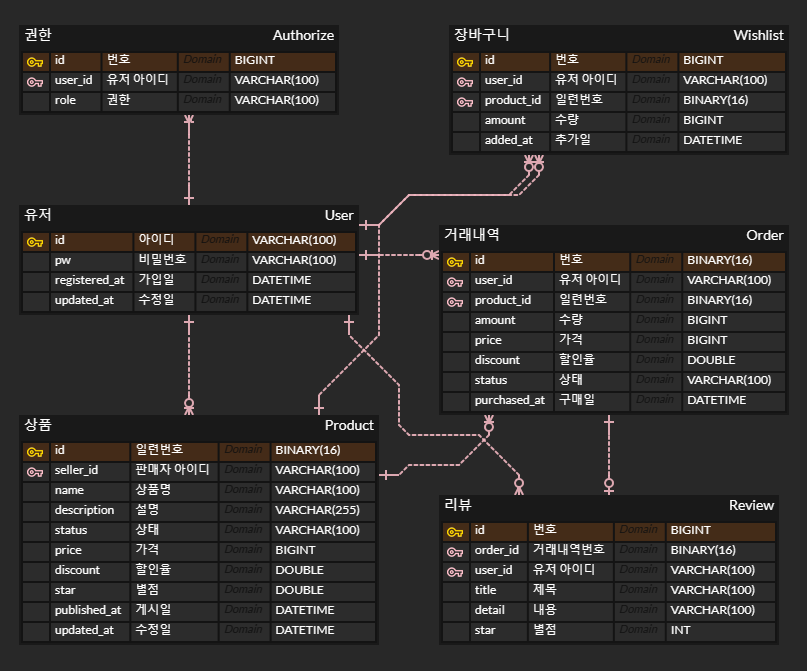 권한 Authorize
id 번호 Domain BIGINT
user_id 유저 아이디 Domain VARCHAR(100)
role 권한 Domain VARCHAR(100)
장바구니 Wishlist
id 번호 Domain BIGINT
user_id 유저 아이디 Domain VARCHAR(100)
product_id 일련번호 Domain BINARY(16)
amount 수량 Domain BIGINT
added_at 추가일 Domain DATETIME
유저 User
id 아이디 Domain VARCHAR(100)
pw 비밀번호 Domain VARCHAR(100)
registered_at 가입일 Domain DATETIME
updated_at 수정일 Domain DATETIME
거래내역 Order
id 번호 Domain BINARY(16)
user_id 유저 아이디 Domain VARCHAR(100)
product_id 일련번호 Domain BINARY(16)
amount 수량 Domain BIGINT
price 가격 Domain BIGINT
discount 할인율 Domain DOUBLE
status 상태 Domain VARCHAR(100)
purchased_at 구매일 Domain DATETIME
상품 Product
id 일련번호 Domain BINARY(16)
seller_id 판매자 아이디 Domain VARCHAR(100)
name 상품명 Domain VARCHAR(100)
description 설명 Domain VARCHAR(255)
status 상태 Domain VARCHAR(100)
price 가격 Domain BIGINT
discount 할인율 Domain DOUBLE
star 별점 Domain DOUBLE
published_at 게시일 Domain DATETIME
updated_at 수정일 Domain DATETIME
리뷰 Review
id 번호 Domain BIGINT
order_id 거래내역번호 Domain BINARY(16)
user_id 유저 아이디 Domain VARCHAR(100)
title 제목 Domain VARCHAR(100)
detail 내용 Domain VARCHAR(100)
star 별점 Domain INT